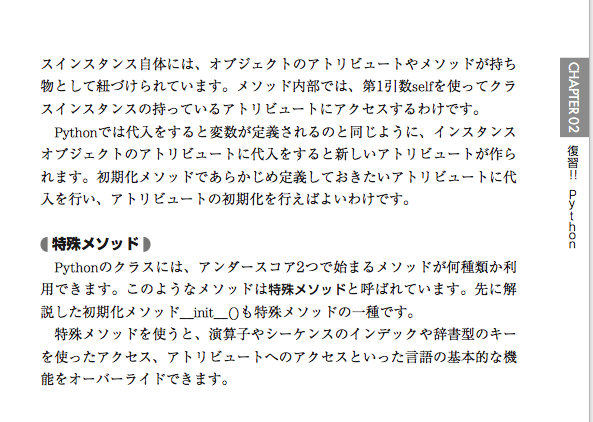 スインスタンス自体には、オブジェクトのアトリビュートやメソッドが持ち
物として紐づけられています。メソッド内部では、第1引数selfを使ってクラ
スインスタンスの持っているアトリビュートにアクセスするわけです。
Pythonでは代入をすると変数が定義されるのと同じように、インスタンス
オブジェクトのアトリビュートに代入をすると新しいアトリビュートが作ら
れます。初期化メソッドであらかじめ定義しておきたいアトリビュートに代
入を行い、アトリビュートの初期化を行えばよいわけです。
特殊メソッド
Pythonのクラスには、アンダースコア2つで始まるメソッドが何種類か利
用できます。このようなメソッドは特殊メソッドと呼ばれています。先に解
説した初期化メソッド__init__()も特殊メソッドの一種です。
特殊メソッドを使うと、演算子やシーケンスのインデックや辞書型のキー
を使ったアクセス、アトリビュートへのアクセスといった言語の基本的な機
能をオーバーライドできます。
CHAPTER 02
復習!! Python